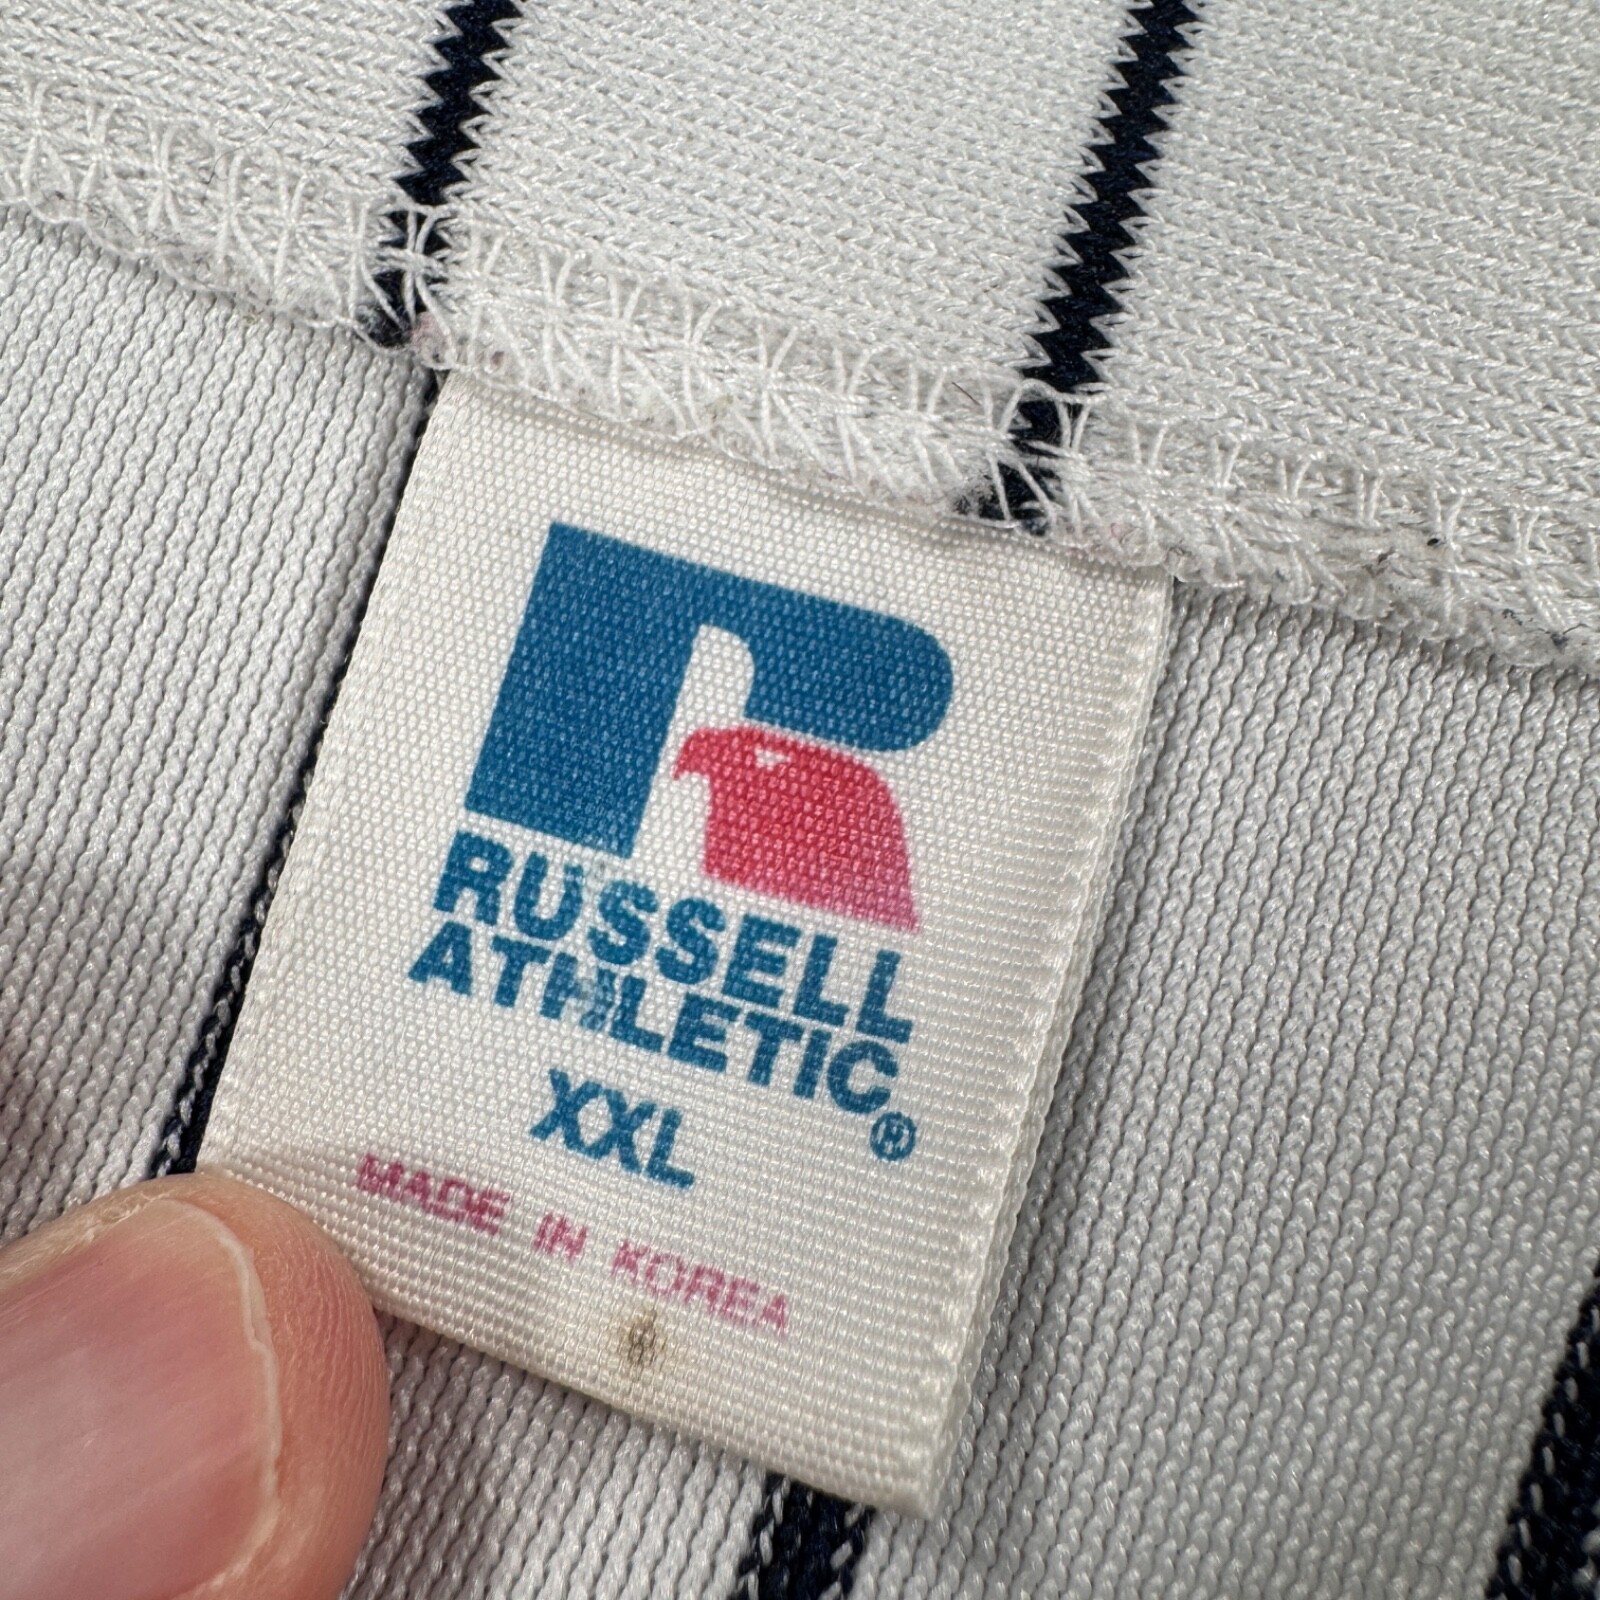 RUSSELL
ATHLETIC®
XXL
MADE IN KOREA